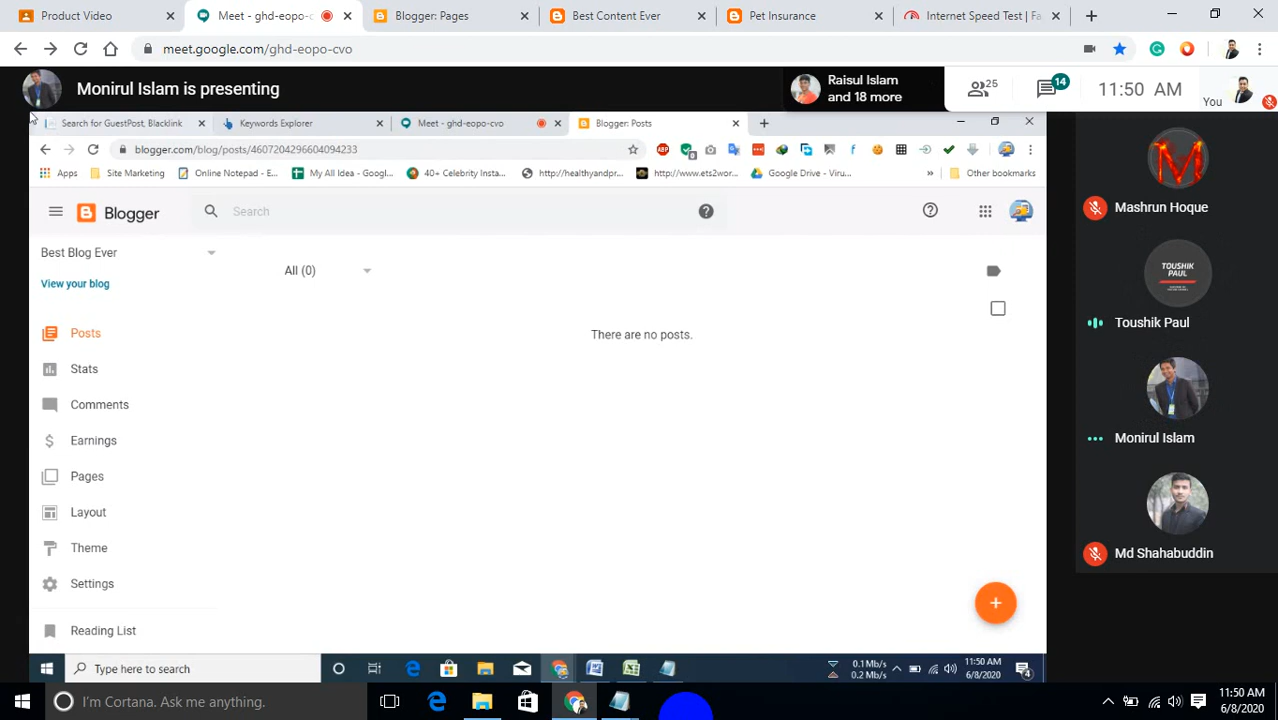 Product Video
Meet - ghd-eopo-c
Blogger: Pages
Best Content Ever
Pet Insurance
Internet Speed Test | Fa
meet.google.com/ghd-eopo-cvo
Monirul Islam is presenting
Raisul Islam
and 18 more
25
14
11:50 AM
You
Search for GuestPost, Blacklink
Keywords Explorer
Meet - ghd-eopo-cvo
Blogger: Posts
blogger.com/blog/posts/4607204296604094233
Apps
Site Marketing
Online Notepad - E...
My All Idea - Googl...
40+ Celebrity Insta...
http://healthyandpr...
http://www.ets2wor...
Google Drive - Viru...
»
Other bookmarks
Blogger
Search
Best Blog Ever
All (0)
View your blog
There are no posts.
Posts
Stats
Comments
Earnings
Pages
Layout
Theme
Settings
Reading List
Mashrun Hoque
TOUSHIK
PAUL
Toushik Paul
Monirul Islam
Md Shahabuddin
Type here to search
0.1 Mb/s
0.2 Mb/s
11:50 AM
6/8/2020
4
I'm Cortana. Ask me anything.
11:50 AM
6/8/2020